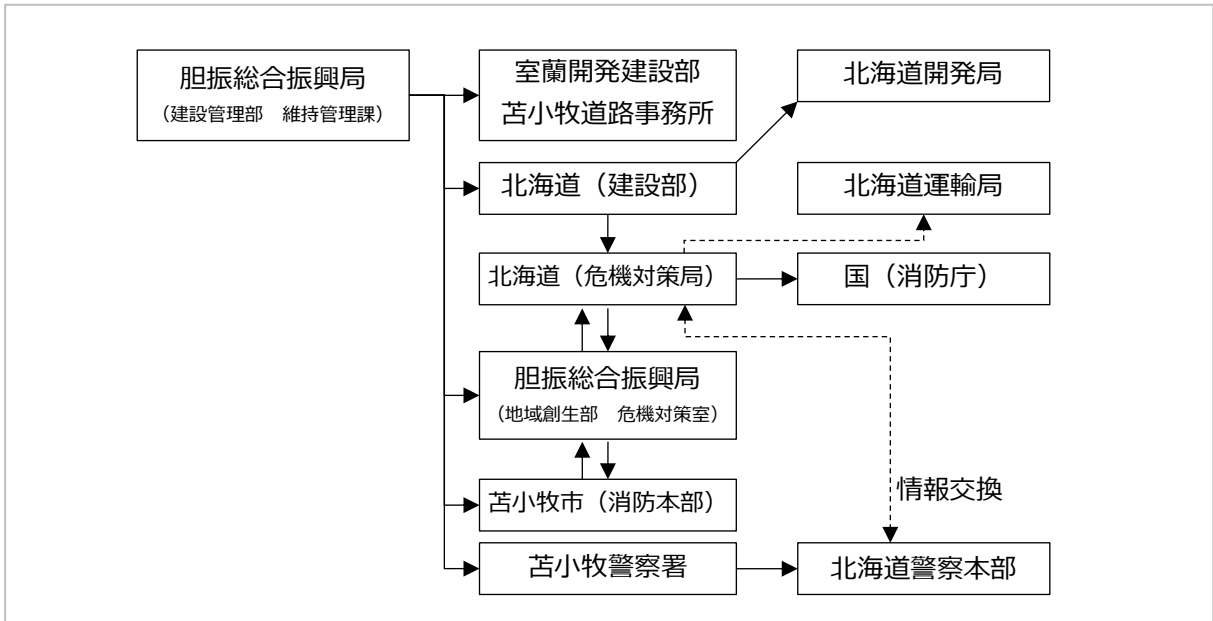 胆振総合振興局
（建設管理部　維持管理課）
室蘭開発建設部
苫小牧道路事務所
北海道開発局
北海道（建設部）
北海道運輸局
北海道（危機対策局）
国（消防庁）
胆振総合振興局
（地域創生部　危機対策室）
苫小牧市（消防本部）
情報交換
苫小牧警察署
北海道警察本部